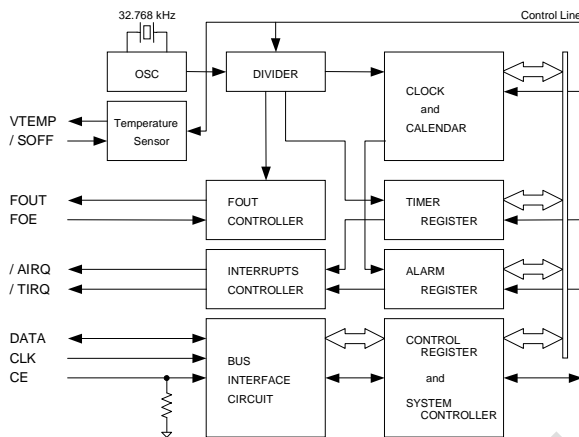 32.768 kHz
Control Line
OSC
DIVIDER
CLOCK
and
CALENDAR
VTEMP
/ SOFF
Temperature
Sensor
FOUT
FOE
FOUT
CONTROLLER
TIMER
REGISTER
/ AIRQ
/ TIRQ
INTERRUPTS
CONTROLLER
ALARM
REGISTER
DATA
CLK
CE
BUS
INTERFACE
CIRCUIT
CONTROL
REGISTER
and
SYSTEM
CONTROLLER